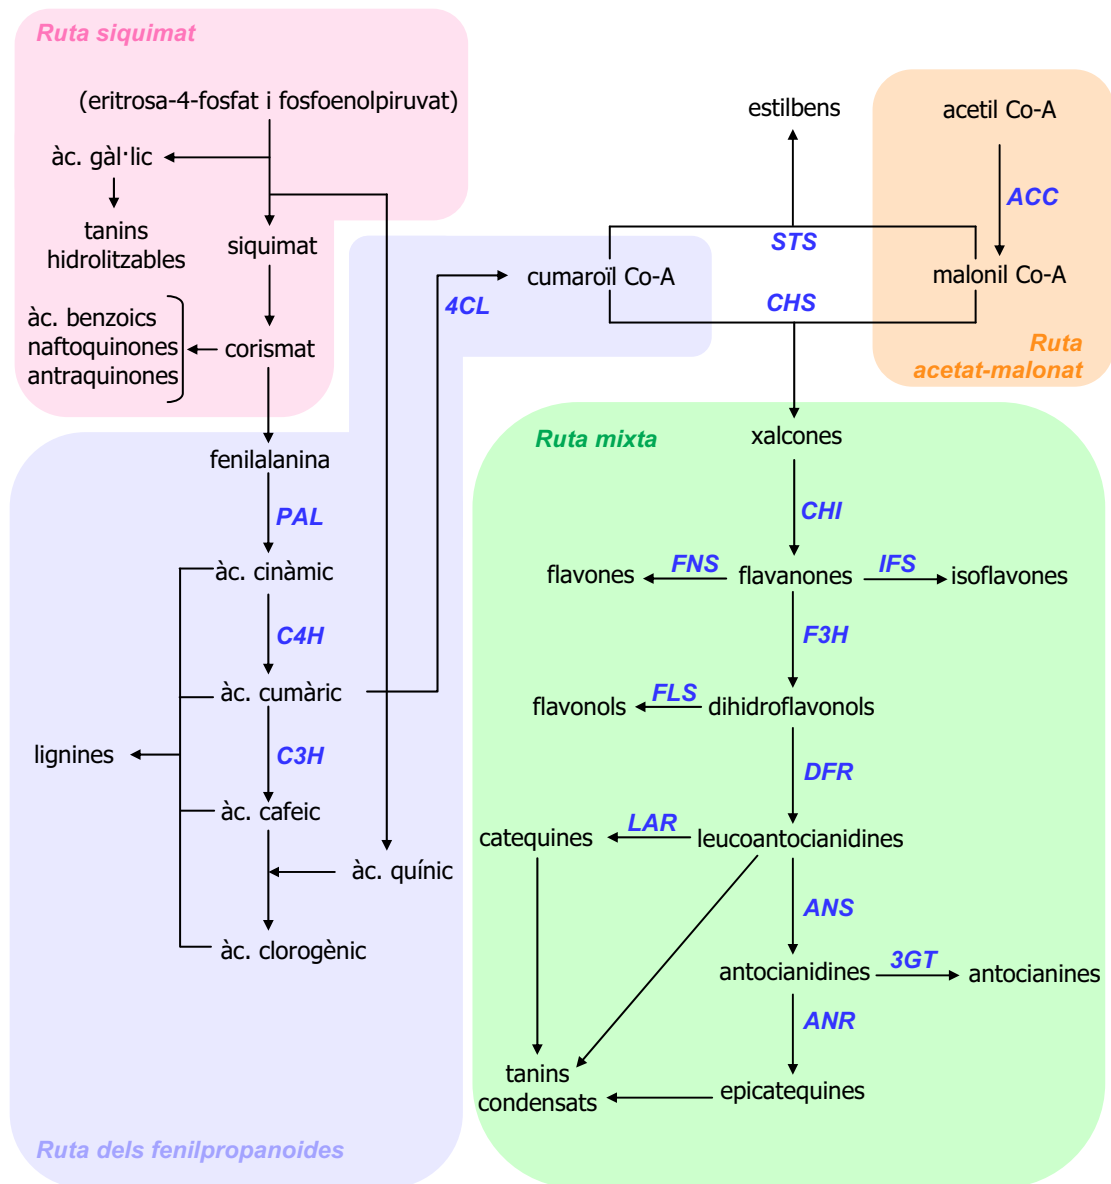 Ruta siquimat
(eritrosa-4-fosfat i fosfoenolpiruvat)
àc. gàl·lic
tanins
hidrolitzables
siquimat
àc. benzoics
naftoquinones
antraquinones
corismat
estilbens
acetil Co-A
ACC
STS
cumaroïl Co-A
malonil Co-A
4CL
CHS
Ruta
acetat-malonat
fenilalanina
PAL
àc. cinàmic
C4H
àc. cumàric
lignines
C3H
àc. cafeic
àc. quínic
àc. clorogènic
Ruta dels fenilpropanoides
Ruta mixta
xalcones
CHI
flavones
FNS
flavanones
IFS
isoflavones
F3H
flavonols
FLS
dihidroflavonols
DFR
catequines
LAR
leucoantocianidines
ANS
antocianidines
3GT
antocianines
ANR
tanins
condensats
epicatequines